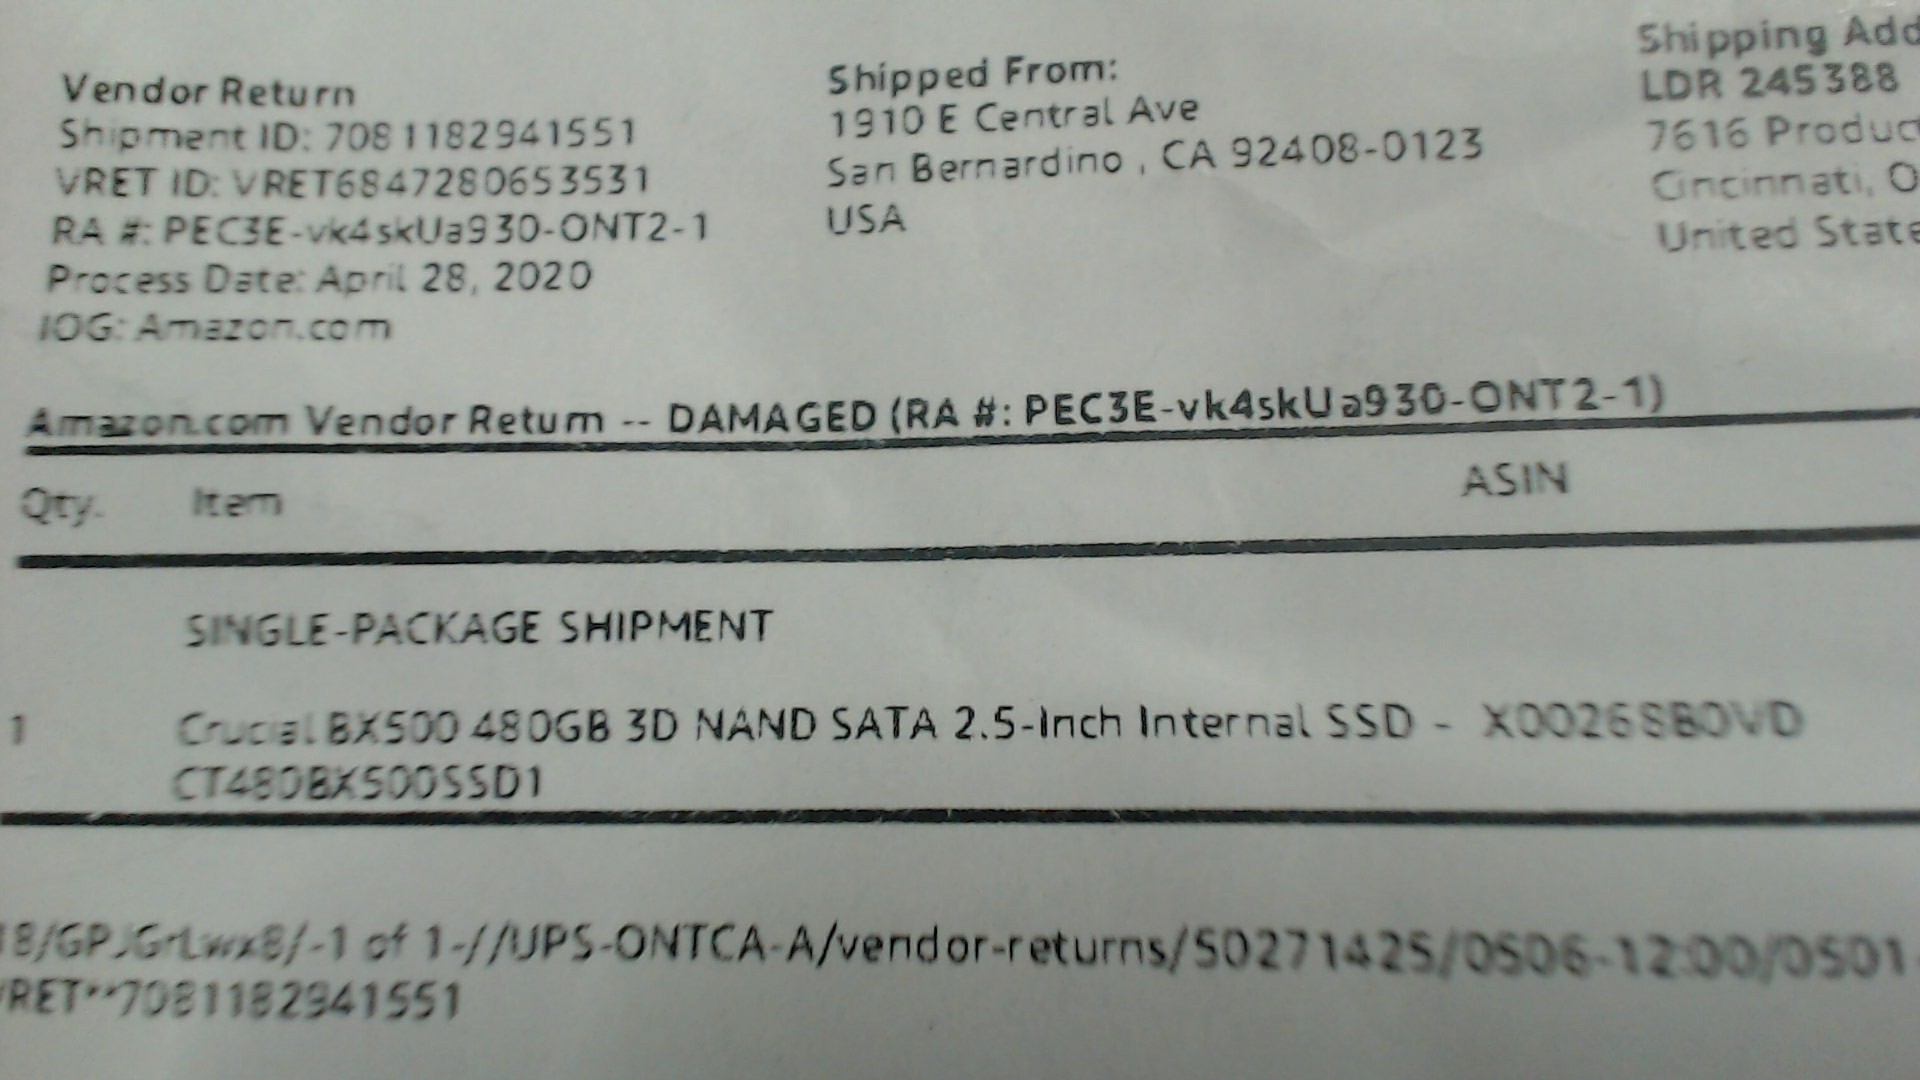 Vendor Return
Shipment ID: 7081182941551
VRET ID: VRET6847280653531
RA #: PEC3E-vk4skUa930-ONT2-1
Process Date: April 28, 2020
IOG: Amazon.com
Shipped From:
1910 E Central Ave
San Bernardino , CA 92408-0123
USA
Shipping Add
LDR 245388
7616 Produc
Cincinnati, O
United State
Amazon.com Vendor Return -- DAMAGED (RA #: PEC3E-vk4skUa930-ONT2-1)
Qty. Item ASIN
SINGLE-PACKAGE SHIPMENT
1 Crucial BX500 480GB 3D NAND SATA 2.5-Inch Internal SSD - X0026SB0VD
CT480BX500SSD1
-1 of 1-//UPS-ONTCA-A/vendor-returns/50271425/0506-12:00/0501
RET**7081182941551